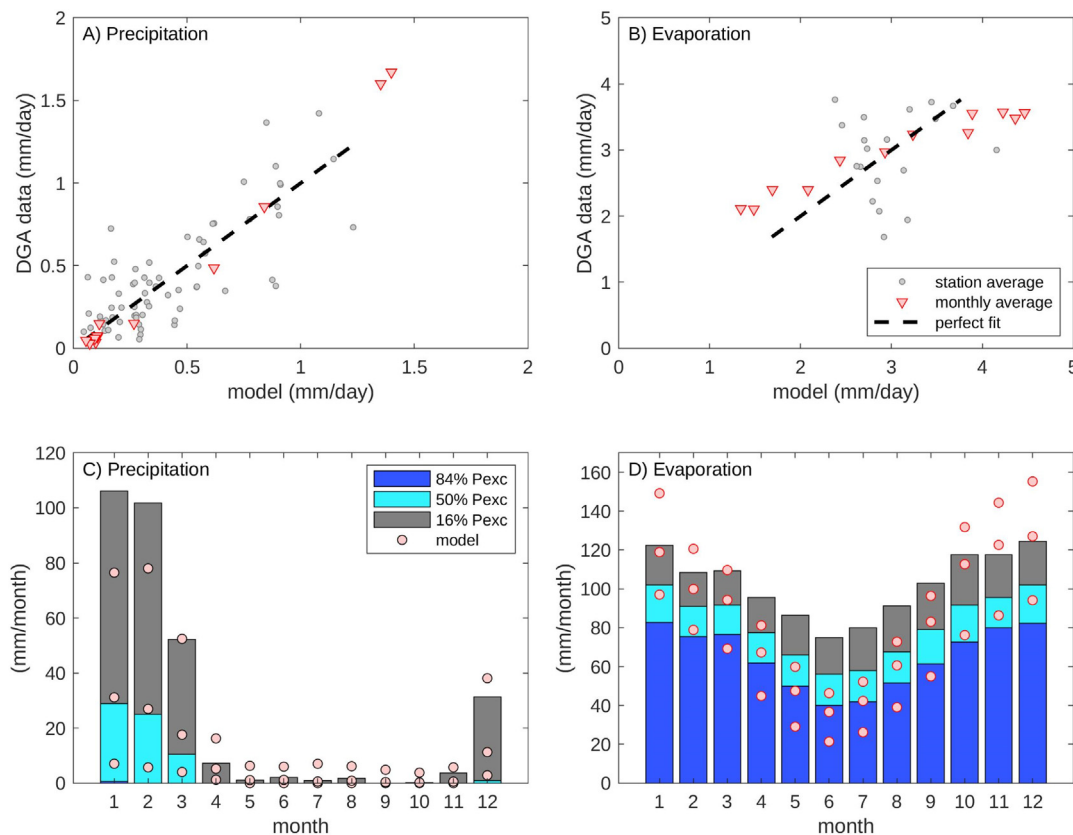 A) Precipitation
2
1.5
1
0.5
0
DGA data (mm/day)
0 0.5 1 1.5 2
model (mm/day)
B) Evaporation
5
4
3
2
1
0
DGA data (mm/day)
station average
monthly average
perfect fit
0 1 2 3 4 5
model (mm/day)
C) Precipitation
120
100
80
60
40
20
0
(mm/month)
84% Pexc
50% Pexc
16% Pexc
model
1 2 3 4 5 6 7 8 9 10 11 12
month
D) Evaporation
160
140
120
100
80
60
40
20
0
(mm/month)
1 2 3 4 5 6 7 8 9 10 11 12
month